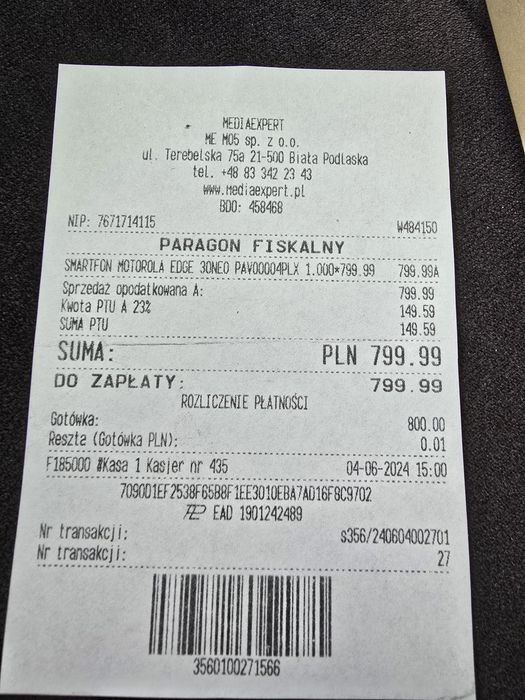 MEDIAEXPERT
ME M05 sp. z o.o.
ul. Terebelska 75a 21-500 Biała Podlaska
tel. +48 83 342 23 43
www.mediaexpert.pl
BDO: 458468
NIP: 7671714115 W484150
PARAGON FISKALNY
SMARTFON MOTOROLA EDGE 30NEO PAV00004PLX 1.000*799.99 799.99A
Sprzedaż opodatkowana A: 799.99
Kwota PTU A 23% 149.59
SUMA PTU 149.59
SUMA: PLN 799.99
DO ZAPŁATY: 799.99
ROZLICZENIE PŁATNOŚCI
Gotówka: 800.00
Reszta (Gotówka PLN): 0.01
F185000 #Kasa 1 Kasjer nr 435 04-06-2024 15:00
7090D1EF2538F65B8F1EE3010EBA7AD16F8C9702
EAD 1901242489
Nr transakcji: s356/240604002701
Nr transakcji: 27
3560100271566